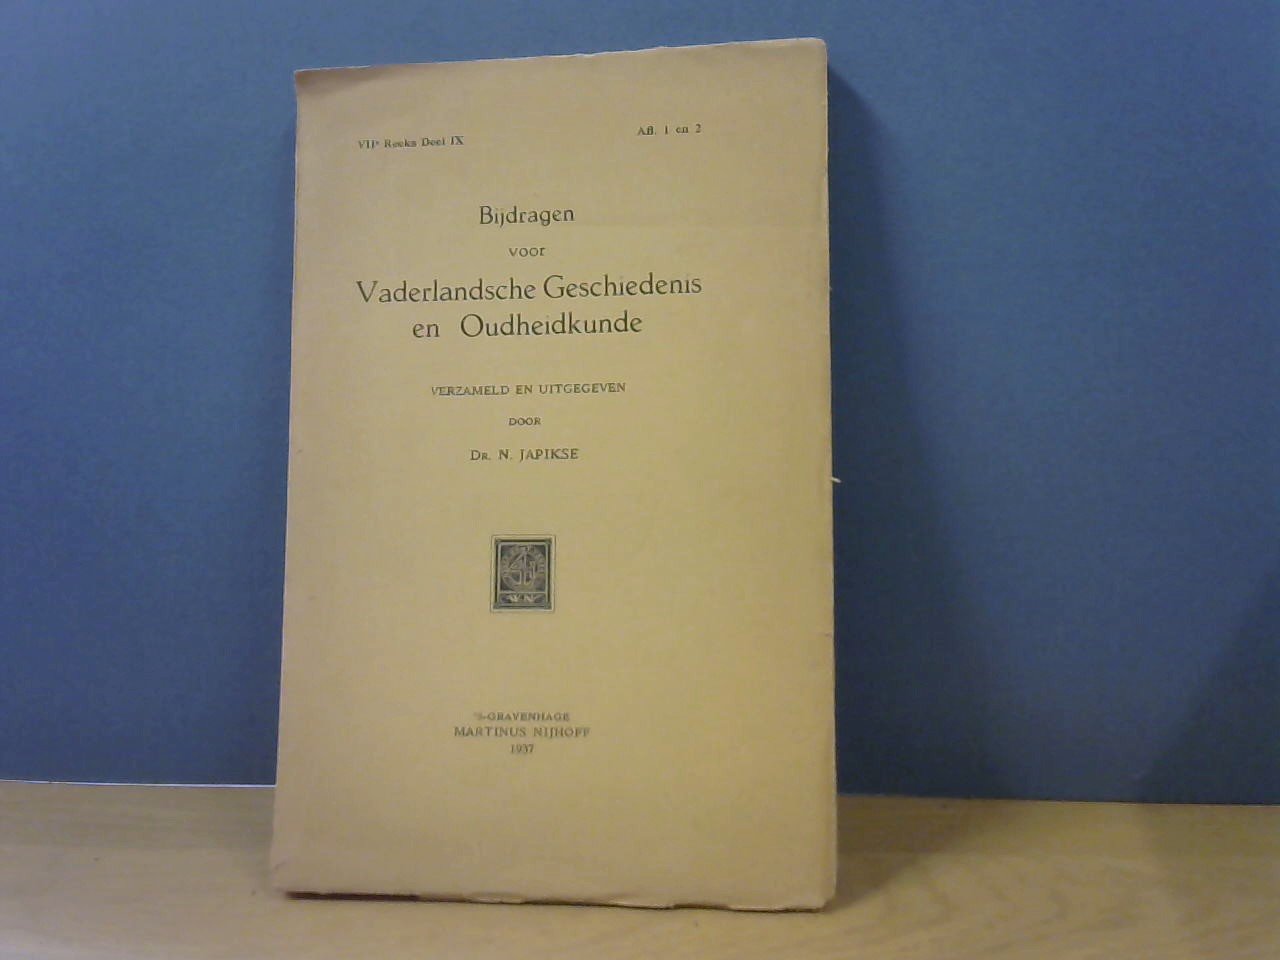 VIIe Reeks Deel IX
Afl. 1 en 2
Bijdragen
voor
Vaderlandsche Geschiedenis
en Oudheidkunde
VERZAMELD EN UITGEGEVEN
DOOR
DR. N. JAPIKSE
'S-GRAVENHAGE
MARTINUS NIJHOFF
1937